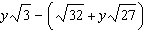 y√3 − (√32 + y√27)